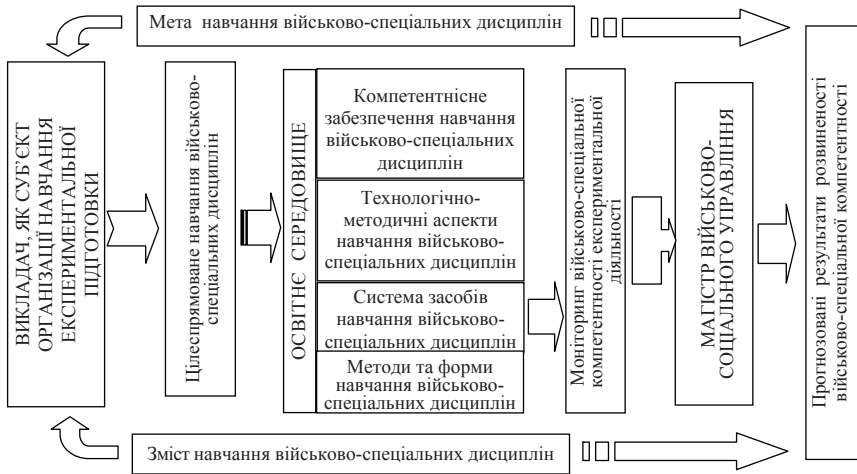 Мета навчання військово-спеціальних дисциплін
ВИКЛАДАЧ, ЯК СУБ’ЄКТ
ОРГАНІЗАЦІЇ НАВЧАННЯ
ЕКСПЕРИМЕНТАЛЬНОЇ
ПІДГОТОВКИ
Цілеспрямоване навчання військово-
спеціальних дисциплін
ОСВІТНЄ СЕРЕДОВИЩЕ
Компетентнісне
забезпечення навчання
військово-спеціальних
дисциплін
Технологічно-
методичні аспекти
навчання військово-
спеціальних дисциплін
Система засобів
навчання військово-
спеціальних дисциплін
Методи та форми
навчання військово-
спеціальних дисциплін
Моніторинг військово-спеціальної
компетентності експериментальної
діяльності
МАГІСТР ВІЙСЬКОВО-
СОЦІАЛЬНОГО УПРАВЛІННЯ
Прогнозовані результати розвиненості
військово-спеціальної компетентності
Зміст навчання військово-спеціальних дисциплін